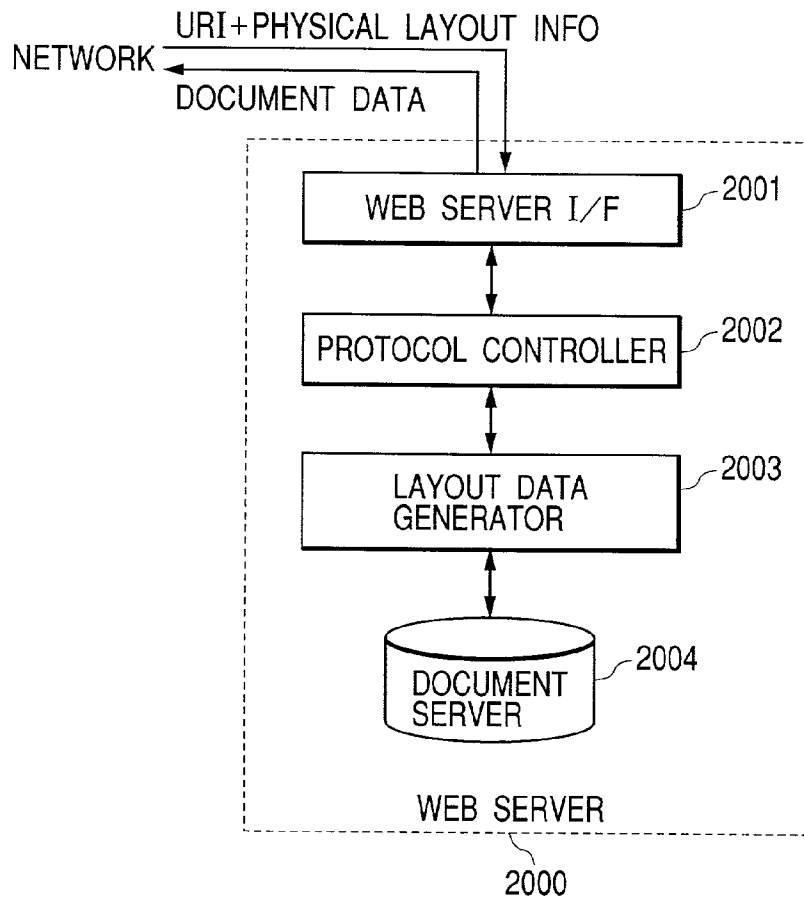 URI+PHYSICAL LAYOUT INFO
NETWORK
DOCUMENT DATA
WEB SERVER I/F
2001
PROTOCOL CONTROLLER
2002
LAYOUT DATA
GENERATOR
2003
DOCUMENT
SERVER
2004
WEB SERVER
2000